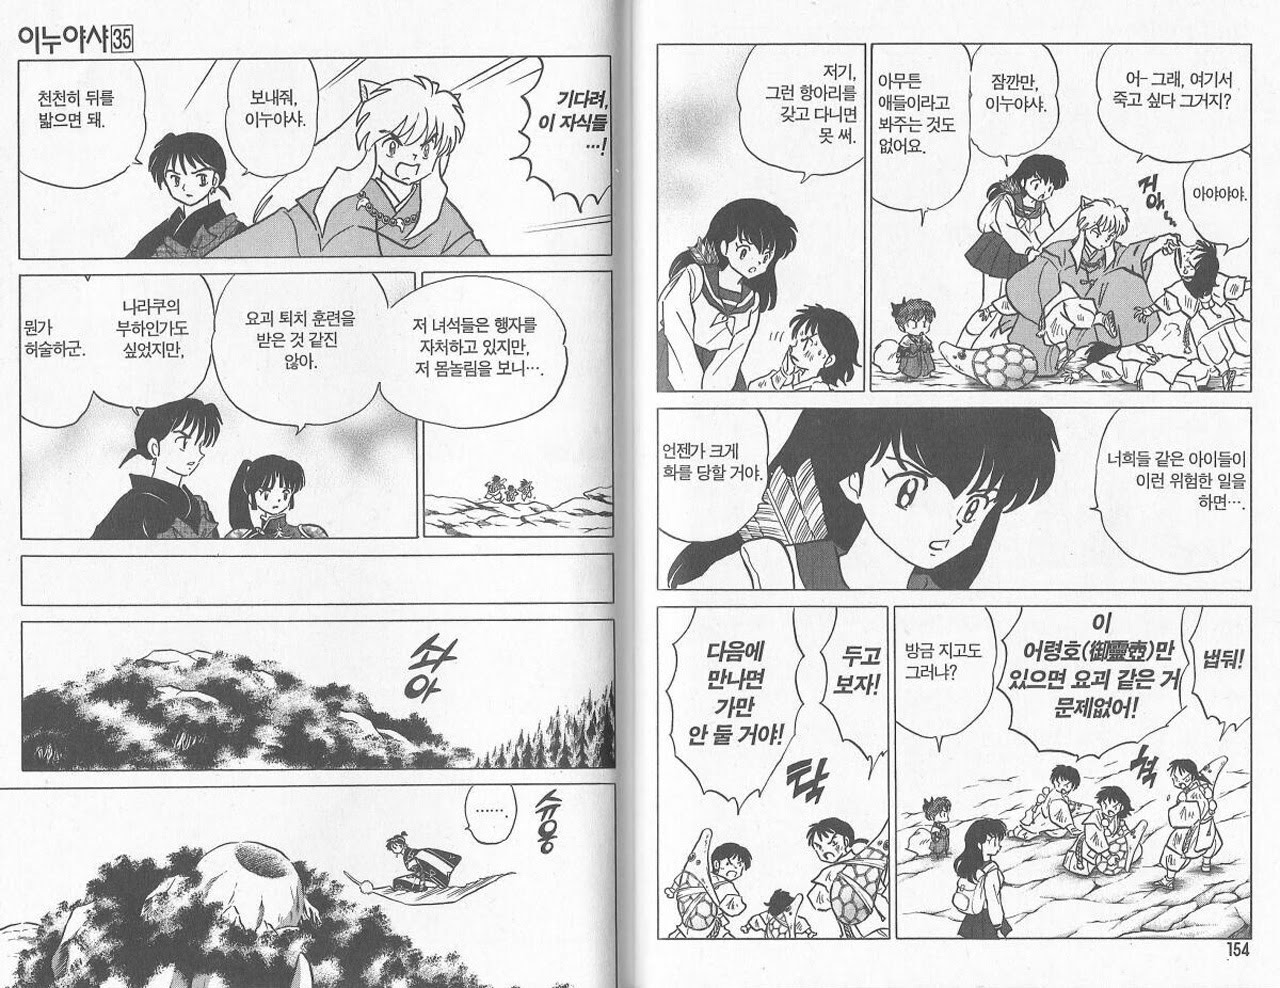 어- 그래, 여기서
죽고 싶다 그거지?
아야야야.
잠깐만,
이누야샤.
아무튼
애들이라고
봐주는 것도
없어요.
저기,
그런 항아리를
갖고 다니면
못 써.
너희들 같은 아이들이
이런 위험한 일을
하면….
언젠가 크게
화를 당할 거야.
냅둬!
이
어령호(御靈壺)만
있으면 요괴 같은 거
문제없어!
방금 지고도
그러냐?
두고
보자!
다음에
만나면
가만
안 둘 거야!
탁
154
이누야샤 35
기다려,
이 자식들
…!
보내줘,
이누야샤.
천천히 뒤를
밟으면 돼.
저 녀석들은 행자를
자처하고 있지만,
저 몸놀림을 보니….
요괴 퇴치 훈련을
받은 것 같진
않아.
나라쿠의
부하인가도
싶었지만,
뭔가
허술하군.
솨
아
슈
웅
……